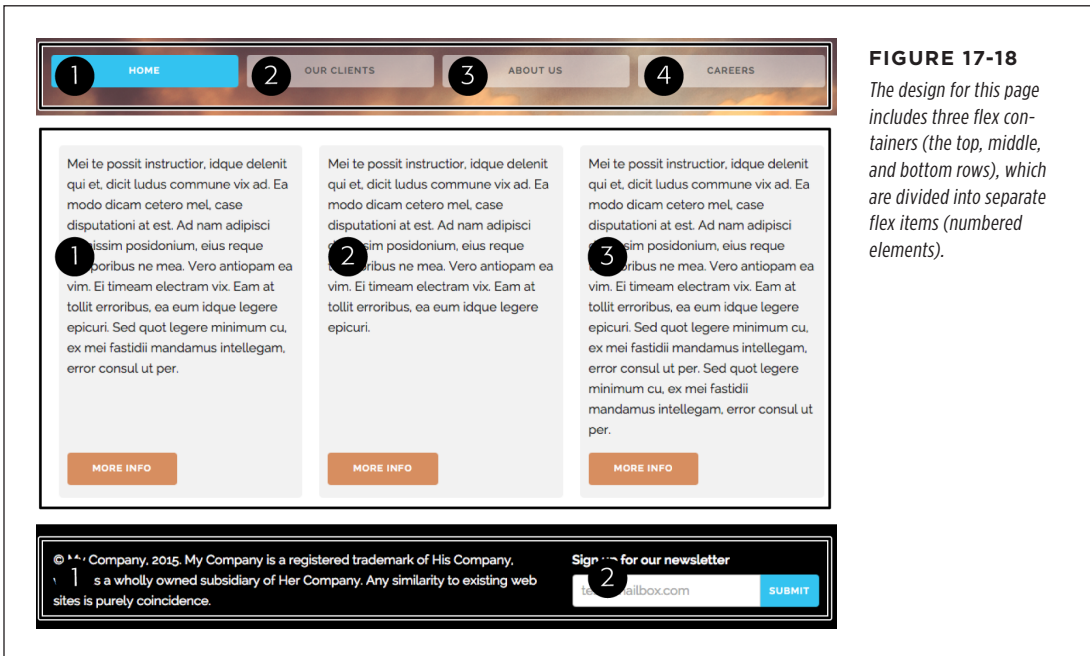 1 HOME 2 OUR CLIENTS 3 ABOUT US 4 CAREERS
FIGURE 17-18
The design for this page
includes three flex con-
tainers (the top, middle,
and bottom rows), which
are divided into separate
flex items (numbered
elements).
Mei te possit instructior, idque delenit
qui et, dicit ludus commune vix ad. Ea
modo dicam cetero mel, case
disputationi at est. Ad nam adipisci
issim posidonium, eius reque
1 oribus ne mea. Vero antiopam ea
vim. Ei timeam electram vix. Eam at
tollit erroribus, ea eum idque legere
epicuri. Sed quot legere minimum cu,
ex mei fastidii mandamus intellegam,
error consul ut per.
MORE INFO
Mei te possit instructior, idque delenit
qui et, dicit ludus commune vix ad. Ea
modo dicam cetero mel, case
disputationi at est. Ad nam adipisci
sim posidonium, eius reque
2 ribus ne mea. Vero antiopam ea
vim. Ei timeam electram vix. Eam at
tollit erroribus, ea eum idque legere
epicuri.
MORE INFO
Mei te possit instructior, idque delenit
qui et, dicit ludus commune vix ad. Ea
modo dicam cetero mel, case
disputationi at est. Ad nam adipisci
sim posidonium, eius reque
3 oribus ne mea. Vero antiopam ea
vim. Ei timeam electram vix. Eam at
tollit erroribus, ea eum idque legere
epicuri. Sed quot legere minimum cu,
ex mei fastidii mandamus intellegam,
error consul ut per. Sed quot legere
minimum cu, ex mei fastidii
mandamus intellegam, error consul ut
per.
MORE INFO
© My Company, 2015. My Company is a registered trademark of His Company,
1 s a wholly owned subsidiary of Her Company. Any similarity to existing web
sites is purely coincidence.
Sign up for our newsletter
2 ailbox.com SUBMIT